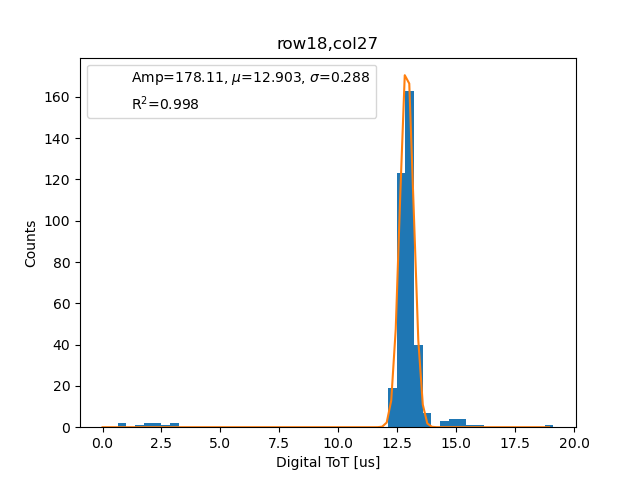 row18,col27
Amp=178.11, μ=12.903, σ=0.288
R²=0.998
160
140
120
100
80
60
40
20
0
Counts
0.0 2.5 5.0 7.5 10.0 12.5 15.0 17.5 20.0
Digital ToT [us]